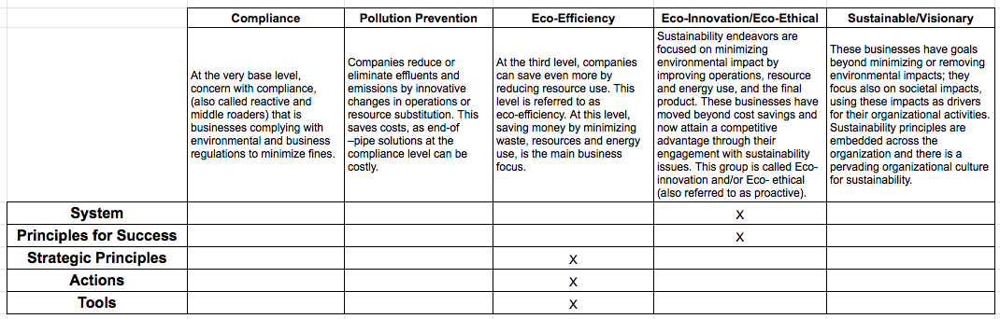 Compliance Pollution Prevention Eco-Efficiency Eco-Innovation/Eco-Ethical Sustainable/Visionary
At the very base level,
concern with compliance,
(also called reactive and
middle roaders) that is
businesses complying with
environmental and business
regulations to minimize fines.
Companies reduce or
eliminate effluents and
emissions by innovative
changes in operations or
resource substitution. This
saves costs, as end-of
–pipe solutions at the
compliance level can be
costly.
At the third level, companies
can save even more by
reducing resource use. This
level is referred to as
eco-efficiency. At this level,
saving money by minimizing
waste, resources and energy
use, is the main business
focus.
Sustainability endeavors are
focused on minimizing
environmental impact by
improving operations, resource
and energy use, and the final
product. These businesses have
moved beyond cost savings and
now attain a competitive
advantage through their
engagement with sustainability
issues. This group is called Eco-
innovation and/or Eco- ethical
(also referred to as proactive).
These businesses have goals
beyond minimizing or removing
environmental impacts; they
focus also on societal impacts,
using these impacts as drivers
for their organizational activities.
Sustainability principles are
embedded across the
organization and there is a
pervading organizational culture
for sustainability.
System X
Principles for Success X
Strategic Principles X
Actions X
Tools X